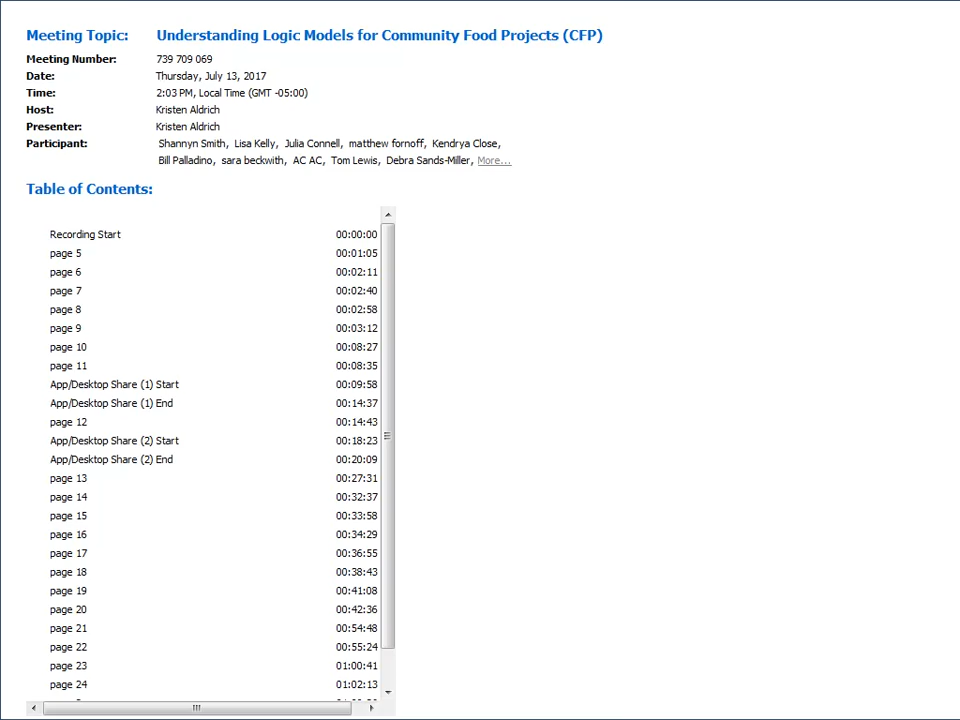 Meeting Topic: Understanding Logic Models for Community Food Projects (CFP)
Meeting Number: 739 709 069
Date: Thursday, July 13, 2017
Time: 2:03 PM, Local Time (GMT -05:00)
Host: Kristen Aldrich
Presenter: Kristen Aldrich
Participant: Shannyn Smith, Lisa Kelly, Julia Connell, matthew fornoff, Kendrya Close,
Bill Palladino, sara beckwith, AC AC, Tom Lewis, Debra Sands-Miller, More...
Table of Contents:
Recording Start 00:00:00
page 5 00:01:05
page 6 00:02:11
page 7 00:02:40
page 8 00:02:58
page 9 00:03:12
page 10 00:08:27
page 11 00:08:35
App/Desktop Share (1) Start 00:09:58
App/Desktop Share (1) End 00:14:37
page 12 00:14:43
App/Desktop Share (2) Start 00:18:23
App/Desktop Share (2) End 00:20:09
page 13 00:27:31
page 14 00:32:37
page 15 00:33:58
page 16 00:34:29
page 17 00:36:55
page 18 00:38:43
page 19 00:41:08
page 20 00:42:36
page 21 00:54:48
page 22 00:55:24
page 23 01:00:41
page 24 01:02:13